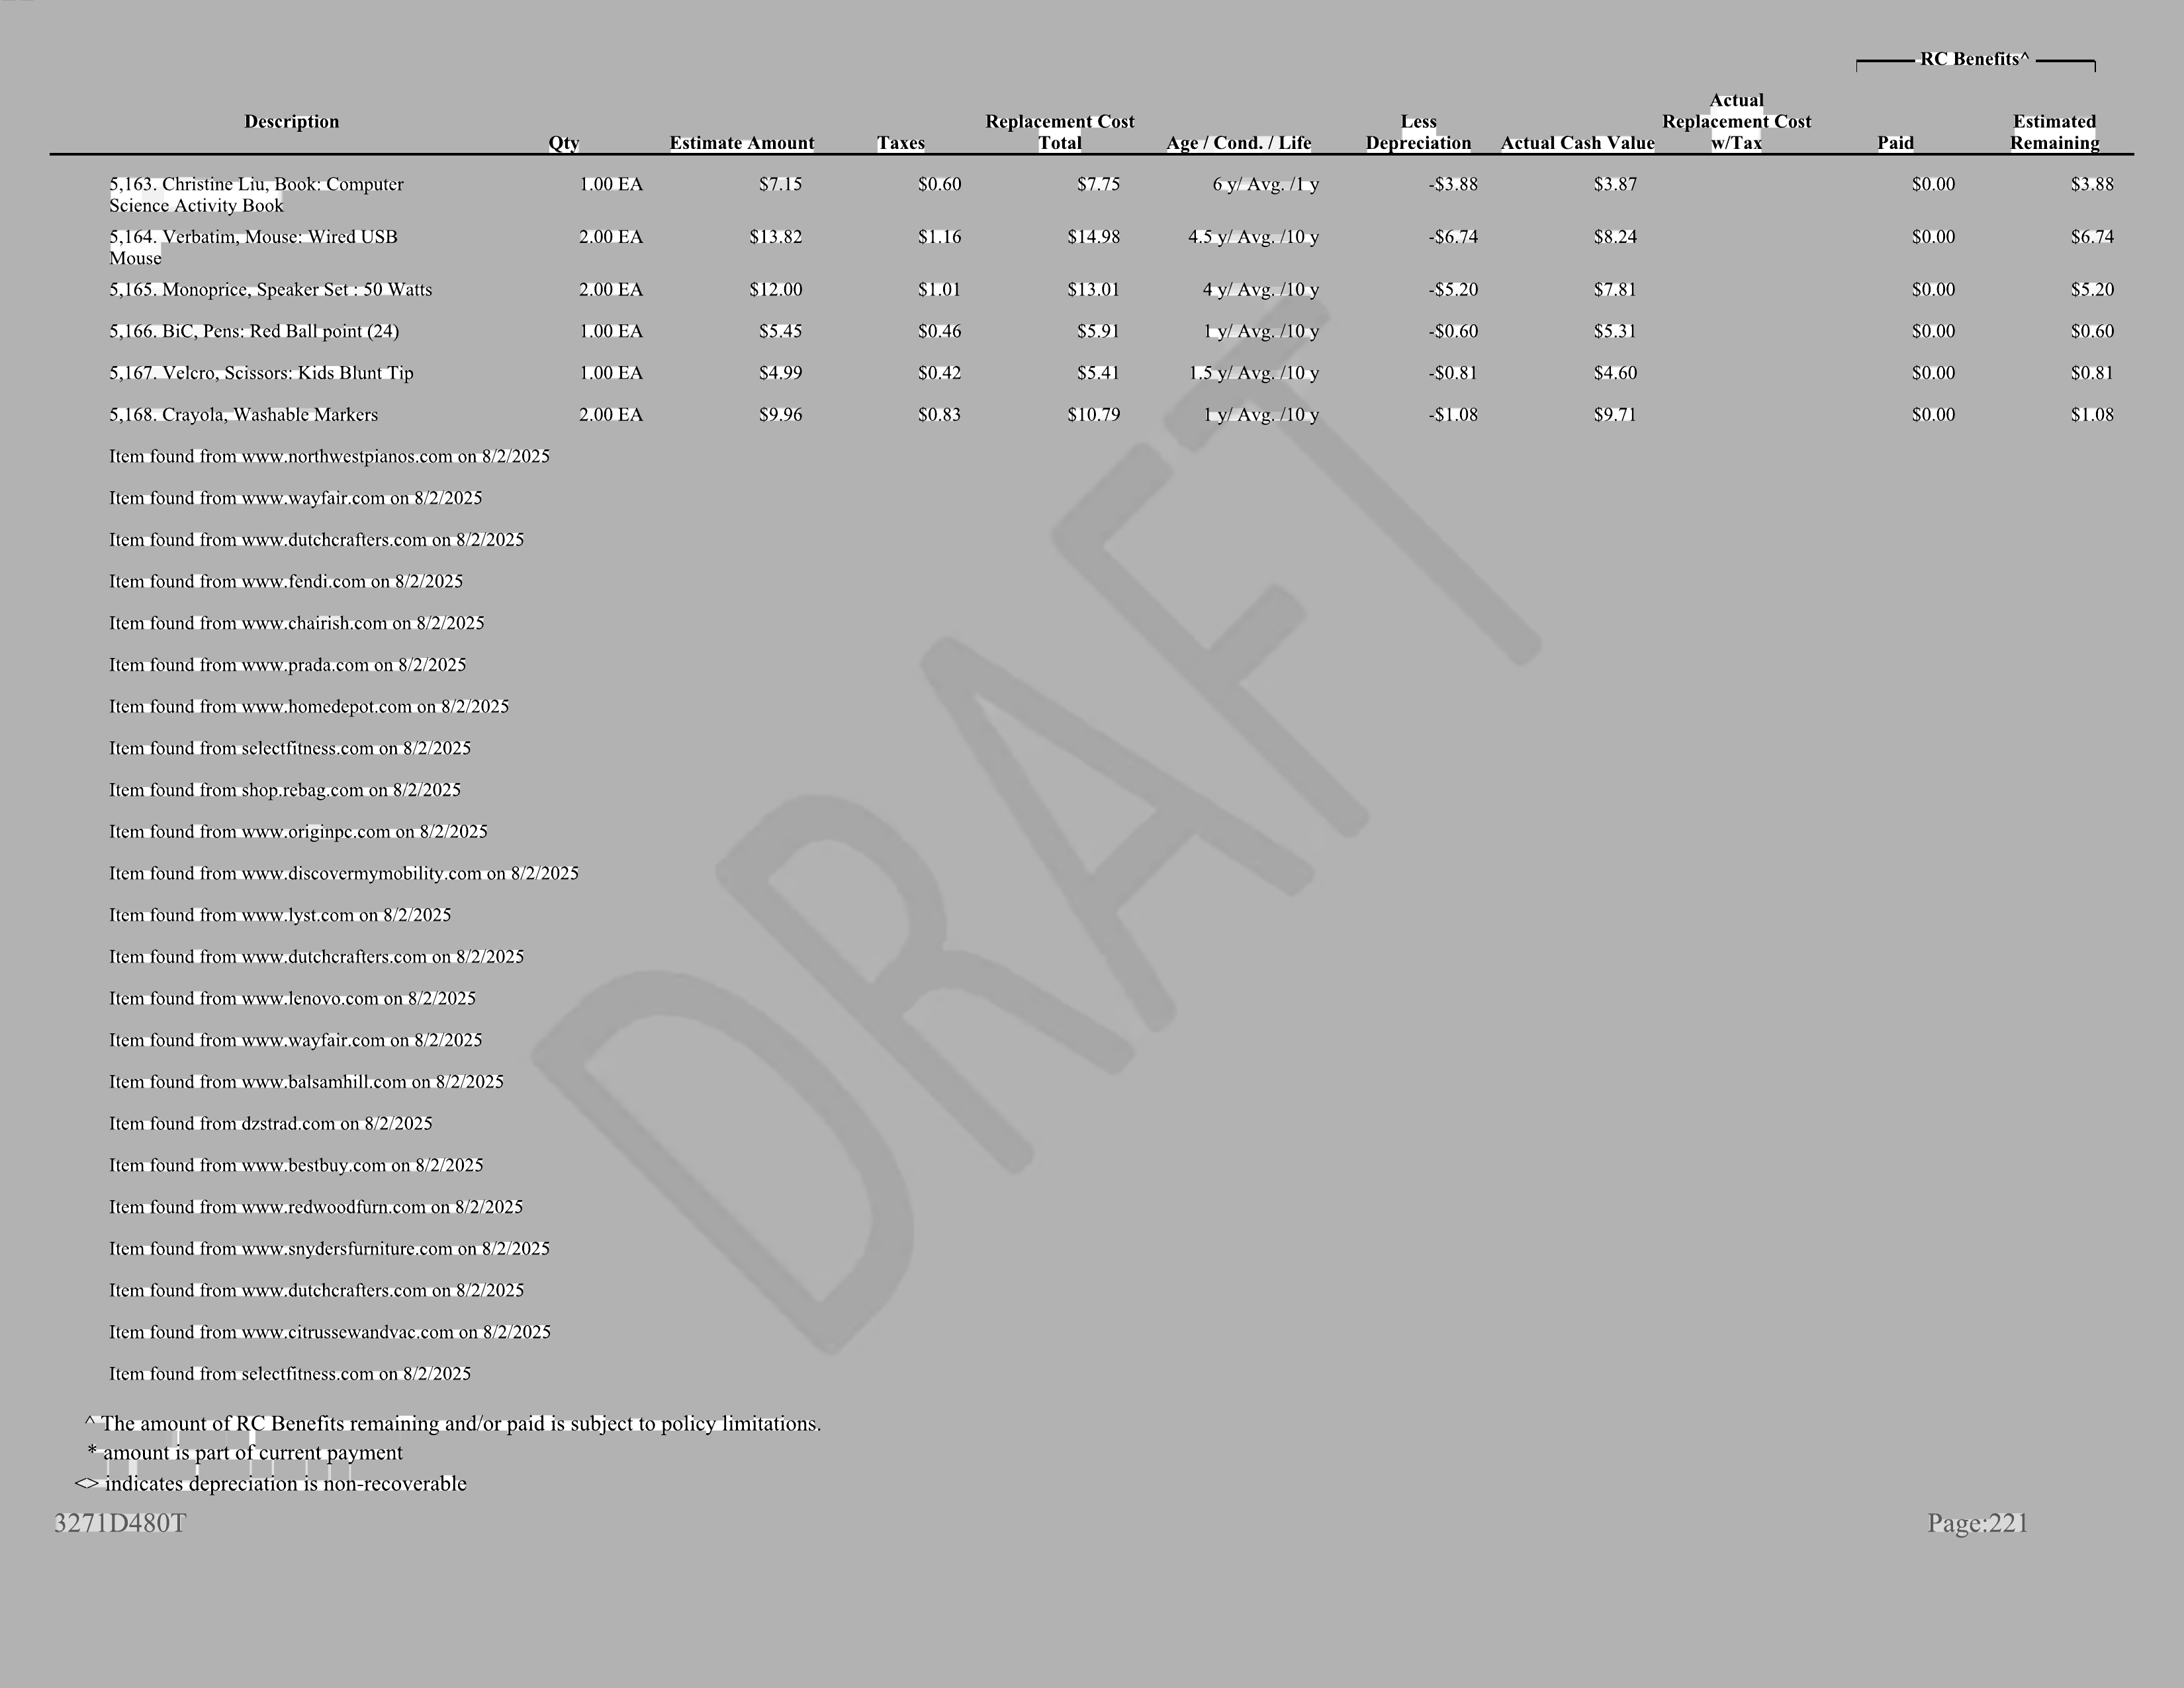 RC Benefits^
Description Qty Estimate Amount Taxes Replacement Cost Total Age / Cond. / Life Less Depreciation Actual Cash Value Actual Replacement Cost w/Tax Paid Estimated Remaining
5,163. Christine Liu, Book: Computer 1.00 EA $7.15 $0.60 $7.75 6 y/ Avg. /1 y -$3.88 $3.87 $0.00 $3.88
Science Activity Book
5,164. Verbatim, Mouse: Wired USB 2.00 EA $13.82 $1.16 $14.98 4.5 y/ Avg. /10 y -$6.74 $8.24 $0.00 $6.74
Mouse
5,165. Monoprice, Speaker Set : 50 Watts 2.00 EA $12.00 $1.01 $13.01 4 y/ Avg. /10 y -$5.20 $7.81 $0.00 $5.20
5,166. BiC, Pens: Red Ball point (24) 1.00 EA $5.45 $0.46 $5.91 1 y/ Avg. /10 y -$0.60 $5.31 $0.00 $0.60
5,167. Velcro, Scissors: Kids Blunt Tip 1.00 EA $4.99 $0.42 $5.41 1.5 y/ Avg. /10 y -$0.81 $4.60 $0.00 $0.81
5,168. Crayola, Washable Markers 2.00 EA $9.96 $0.83 $10.79 1 y/ Avg. /10 y -$1.08 $9.71 $0.00 $1.08
Item found from www.northwestpianos.com on 8/2/2025
Item found from www.wayfair.com on 8/2/2025
Item found from www.dutchcrafters.com on 8/2/2025
Item found from www.fendi.com on 8/2/2025
Item found from www.chairish.com on 8/2/2025
Item found from www.prada.com on 8/2/2025
Item found from www.homedepot.com on 8/2/2025
Item found from selectfitness.com on 8/2/2025
Item found from shop.rebag.com on 8/2/2025
Item found from www.originpc.com on 8/2/2025
Item found from www.discovermymobility.com on 8/2/2025
Item found from www.lyst.com on 8/2/2025
Item found from www.dutchcrafters.com on 8/2/2025
Item found from www.lenovo.com on 8/2/2025
Item found from www.wayfair.com on 8/2/2025
Item found from www.balsamhill.com on 8/2/2025
Item found from dzstrad.com on 8/2/2025
Item found from www.bestbuy.com on 8/2/2025
Item found from www.redwoodfurn.com on 8/2/2025
Item found from www.snydersfurniture.com on 8/2/2025
Item found from www.dutchcrafters.com on 8/2/2025
Item found from www.citrussewandvac.com on 8/2/2025
Item found from selectfitness.com on 8/2/2025
DRAFT
^ The amount of RC Benefits remaining and/or paid is subject to policy limitations.
* amount is part of current payment
<> indicates depreciation is non-recoverable
3271D480T Page:221